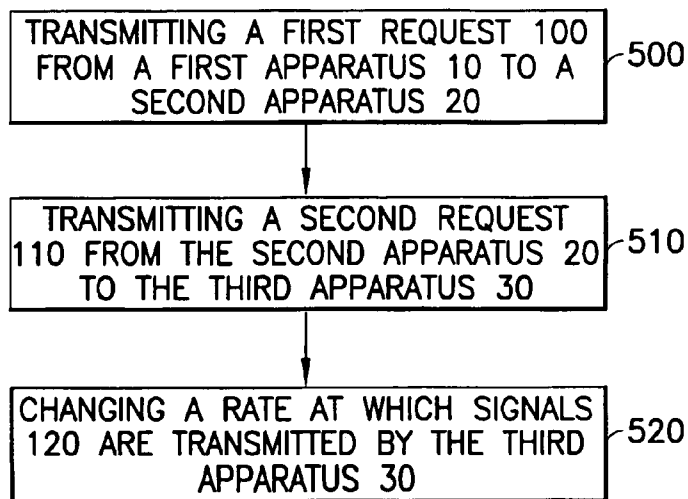 TRANSMITTING A FIRST REQUEST 100
FROM A FIRST APPARATUS 10 TO A
SECOND APPARATUS 20
500
TRANSMITTING A SECOND REQUEST
110 FROM THE SECOND APPARATUS 20
TO THE THIRD APPARATUS 30
510
CHANGING A RATE AT WHICH SIGNALS
120 ARE TRANSMITTED BY THE THIRD
APPARATUS 30
520